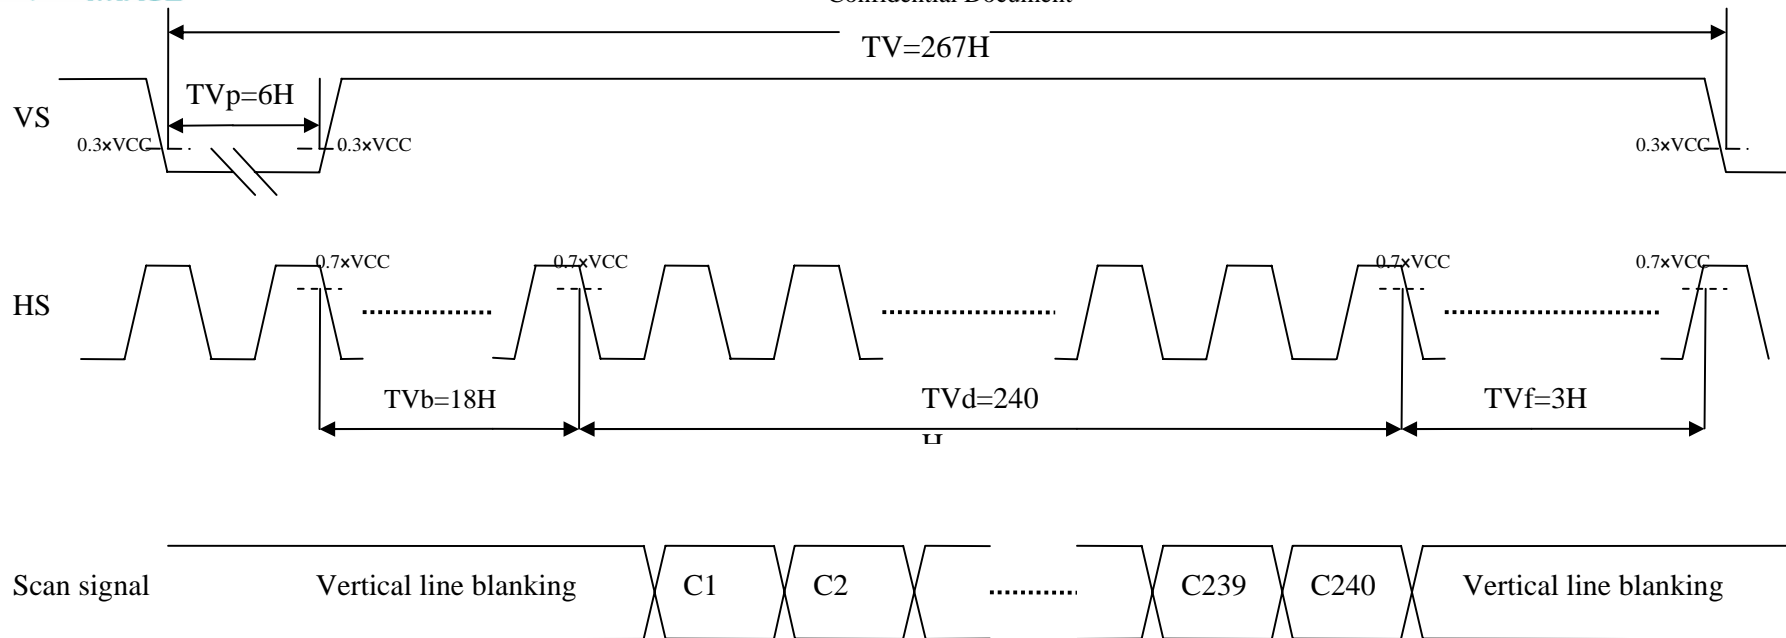 Confidential Document
TV=267H
TVp=6H
VS
0.3×VCC
0.3×VCC
0.3×VCC
0.7×VCC
0.7×VCC
0.7×VCC
0.7×VCC
HS
TVb=18H
TVd=240
H
TVf=3H
Scan signal
Vertical line blanking
C1
C2
C239
C240
Vertical line blanking